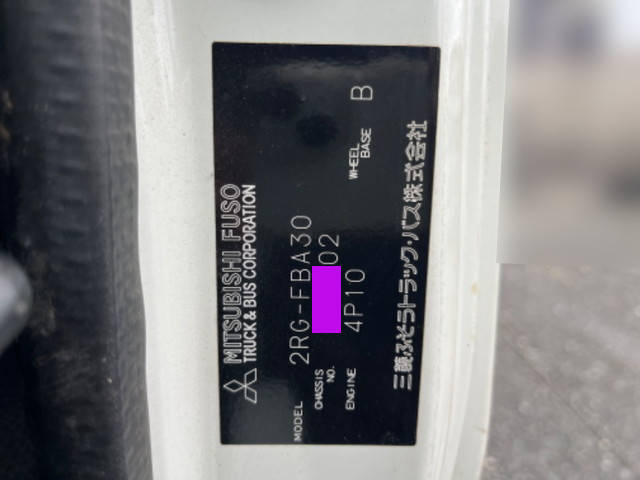 MITSUBISHI FUSO
TRUCK & BUS CORPORATION
MODEL 2RG-FBA30
CHASSIS NO. 02
ENGINE 4P10 WHEEL BASE B
三菱ふそうトラック・バス株式会社